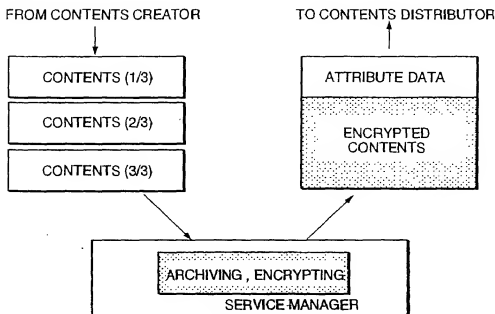 FROM CONTENTS CREATOR
TO CONTENTS DISTRIBUTOR
CONTENTS (1/3)
CONTENTS (2/3)
CONTENTS (3/3)
ATTRIBUTE DATA
ENCRYPTED
CONTENTS
ARCHIVING , ENCRYPTING
SERVICE MANAGER